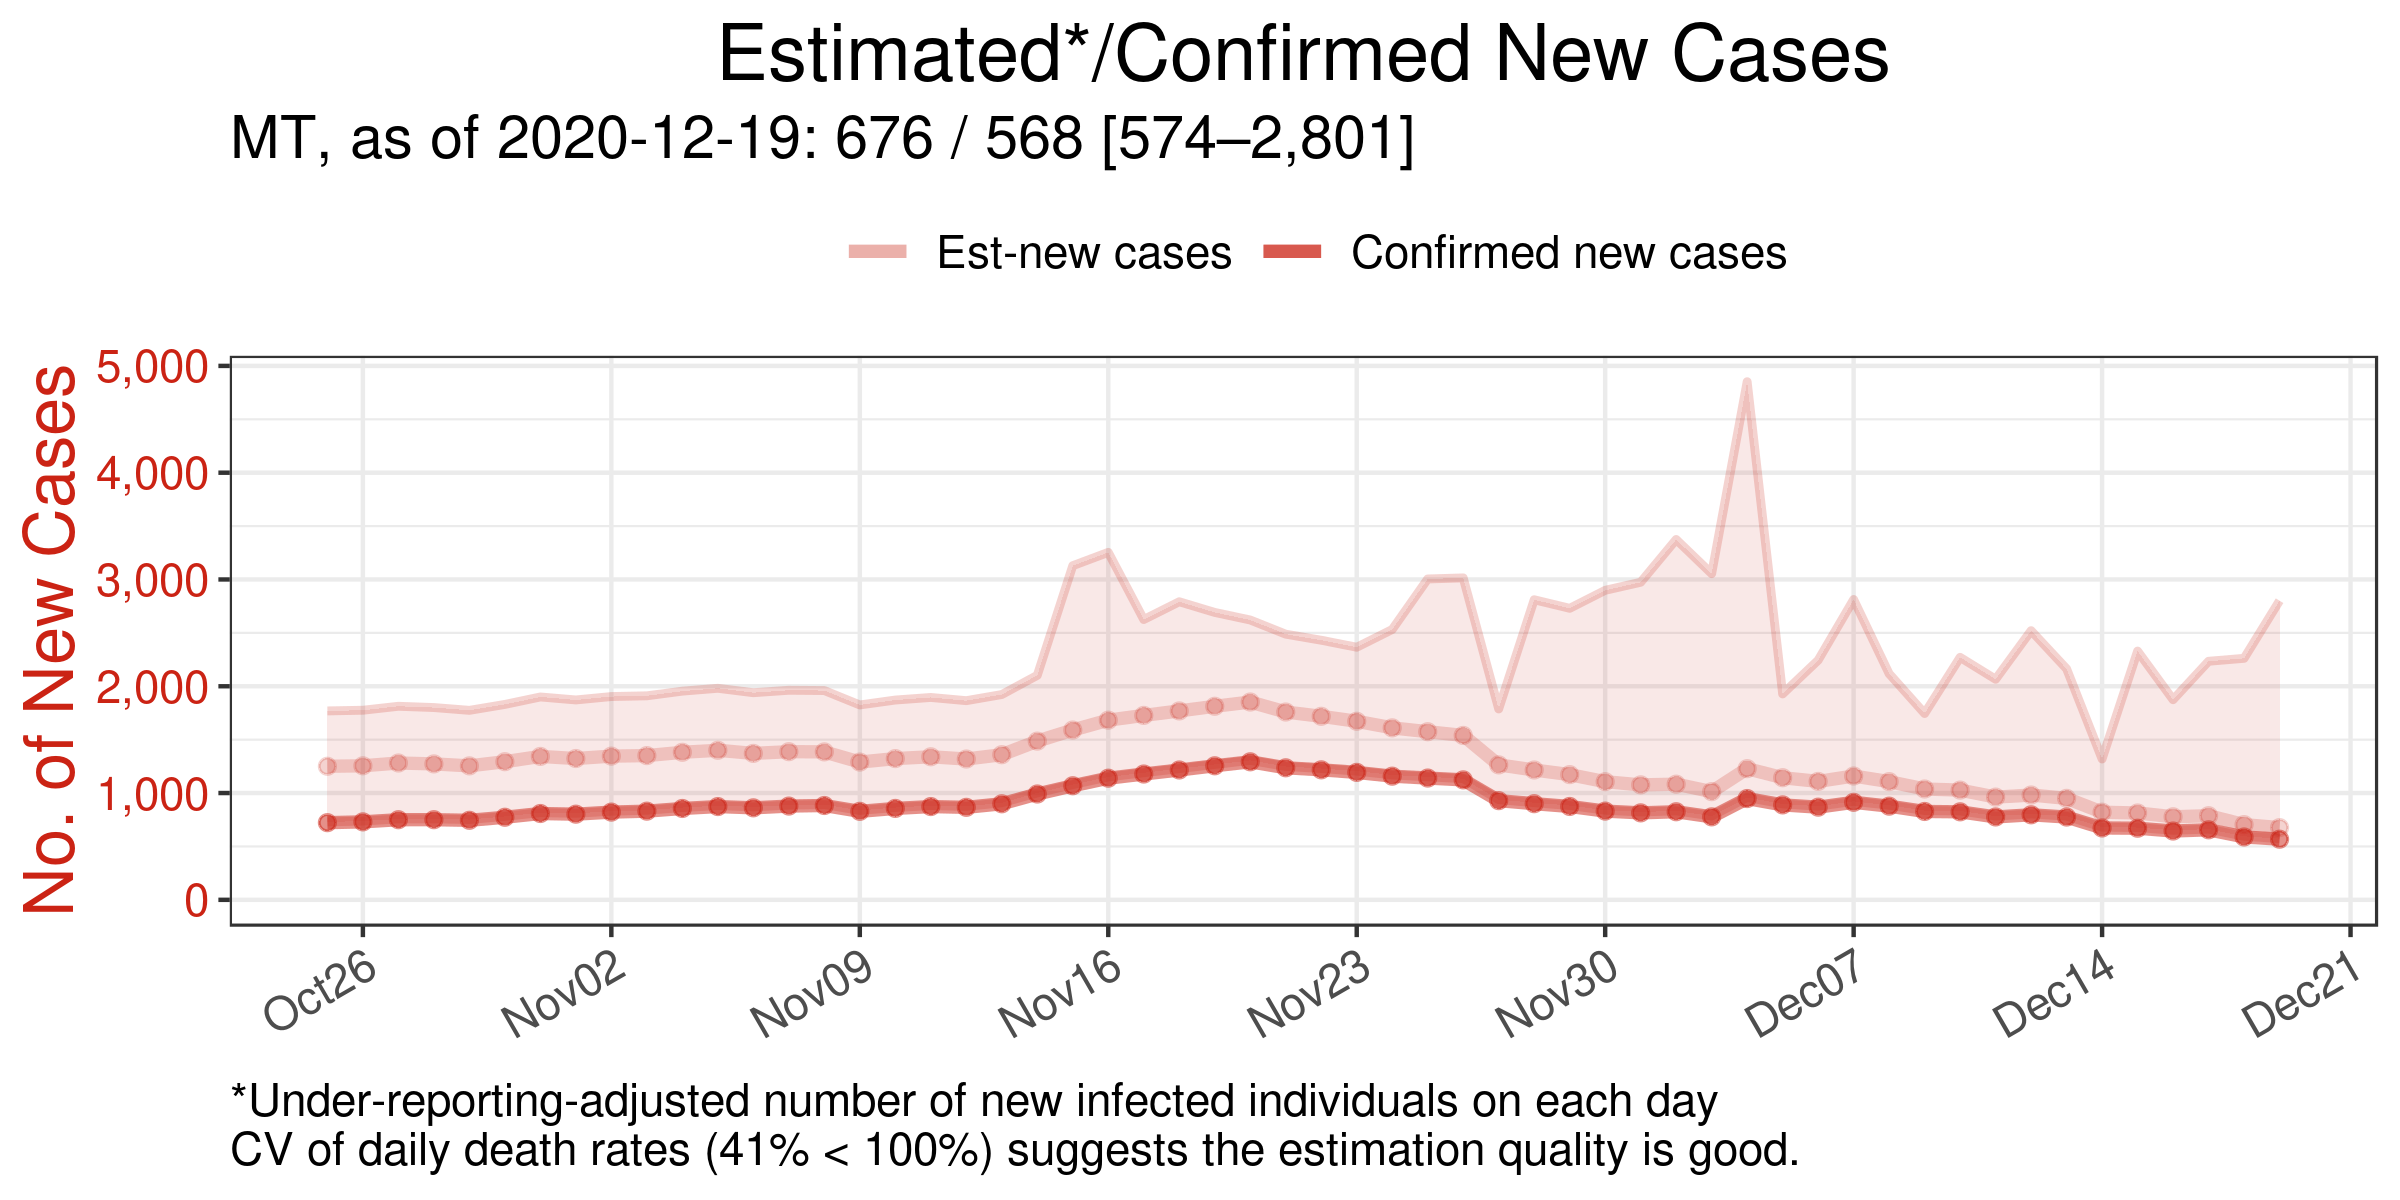 Estimated*/Confirmed New Cases
MT, as of 2020-12-19: 676 / 568 [574–2,801]
Est-new cases
Confirmed new cases
No. of New Cases
5,000
4,000
3,000
2,000
1,000
0
Oct26
Nov02
Nov09
Nov16
Nov23
Nov30
Dec07
Dec14
Dec21
*Under-reporting-adjusted number of new infected individuals on each day
CV of daily death rates (41% < 100%) suggests the estimation quality is good.